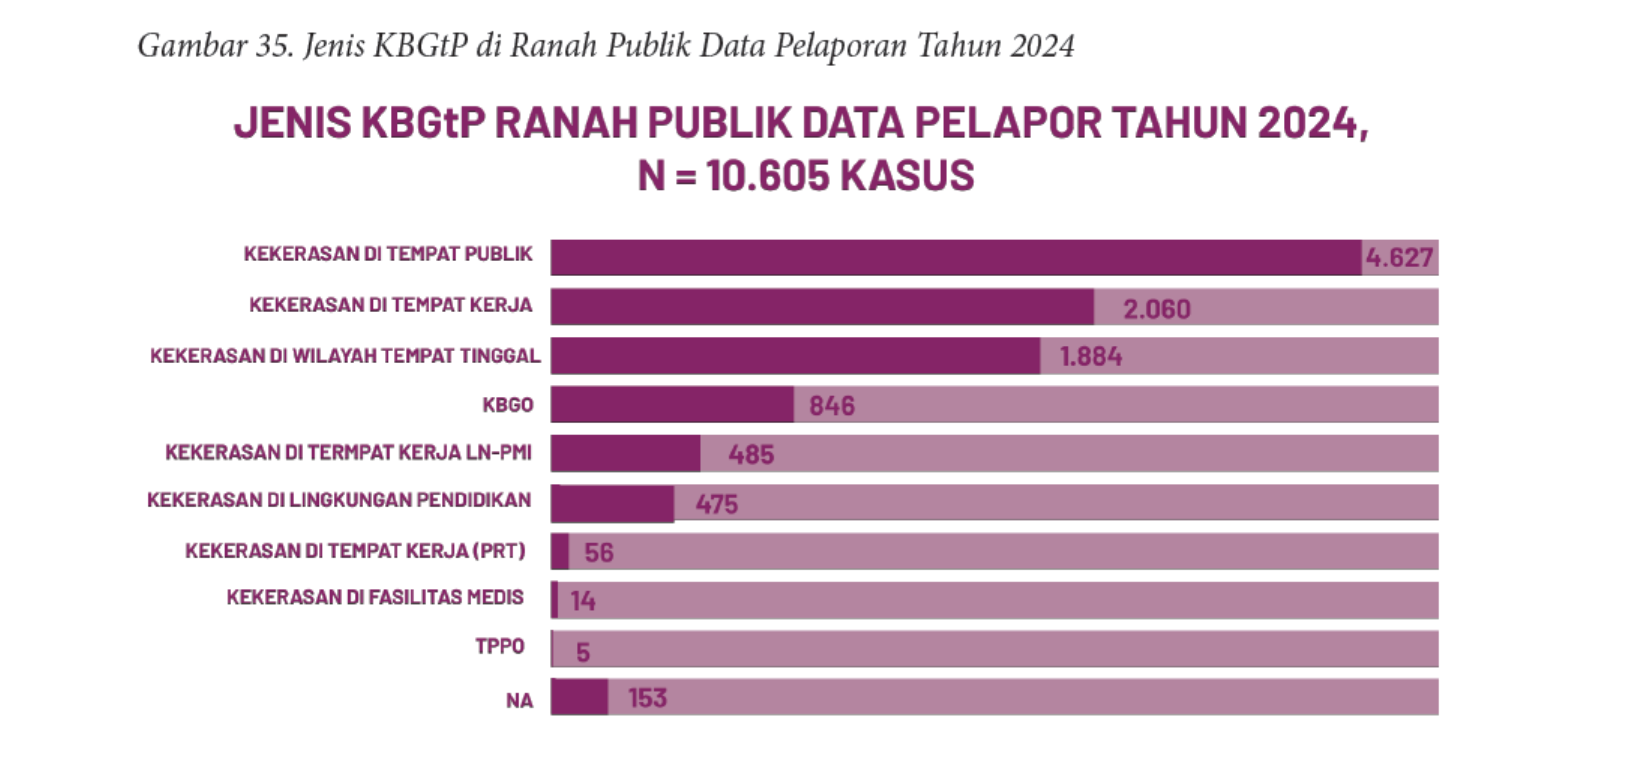 Gambar 35. Jenis KBGtP di Ranah Publik Data Pelaporan Tahun 2024
JENIS KBGtP RANAH PUBLIK DATA PELAPOR TAHUN 2024,
N = 10.605 KASUS
KEKERASAN DI TEMPAT PUBLIK 4.627
KEKERASAN DI TEMPAT KERJA 2.060
KEKERASAN DI WILAYAH TEMPAT TINGGAL 1.884
KBGO 846
KEKERASAN DI TERMPAT KERJA LN-PMI 485
KEKERASAN DI LINGKUNGAN PENDIDIKAN 475
KEKERASAN DI TEMPAT KERJA (PRT) 56
KEKERASAN DI FASILITAS MEDIS 14
TPPO 5
NA 153